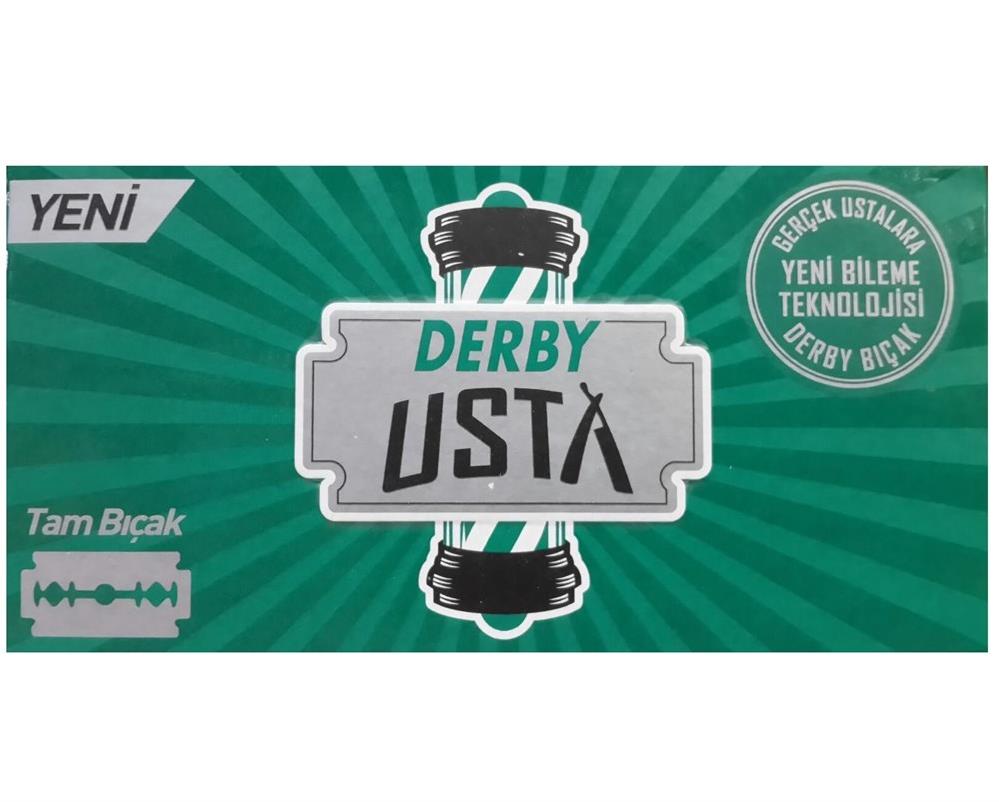 YENİ
GERÇEK USTALARA
YENİ BİLEME
TEKNOLOJİSİ
DERBY BIÇAK
DERBY
USTA
Tam Bıçak